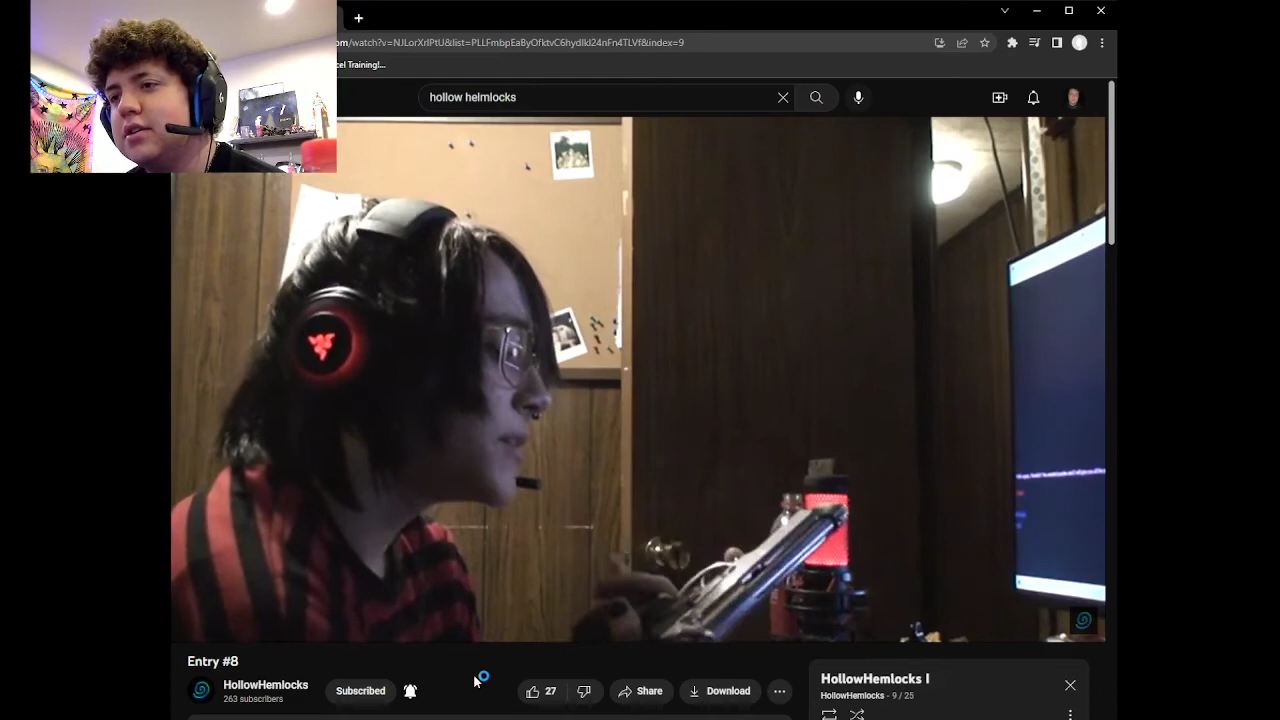 om/watch?v=NJLorXrIPtU&list=PLLFmbpEaByOfktvC6hydlkl24nFn4TLVf&index=9
cel Training!...
hollow helmlocks
Entry #8
HollowHemlocks
263 subscribers
Subscribed
27
Share
Download
HollowHemlocks I
HollowHemlocks - 9 / 25